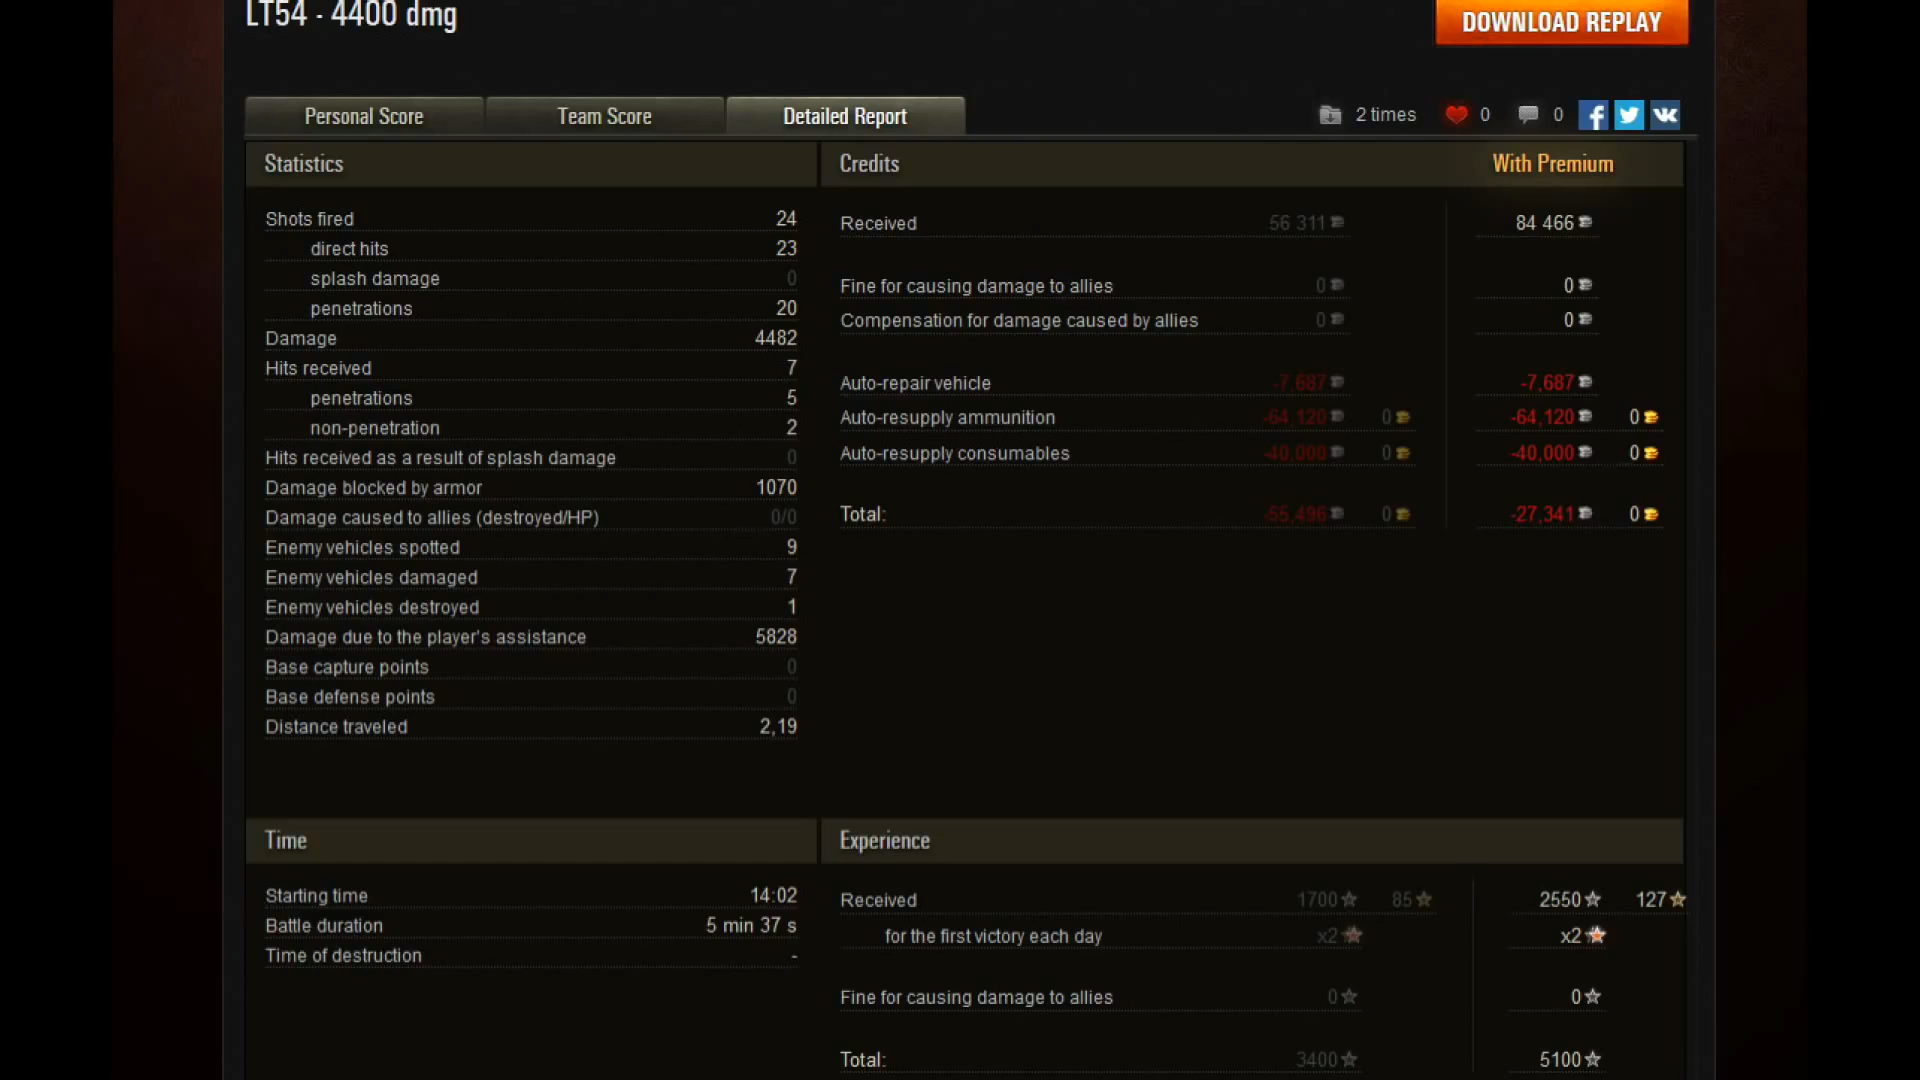 LT54 - 4400 dmg
DOWNLOAD REPLAY
Personal Score Team Score Detailed Report 2 times 0 0
Statistics
Shots fired 24
direct hits 23
splash damage 0
penetrations 20
Damage 4482
Hits received 7
penetrations 5
non-penetration 2
Hits received as a result of splash damage 0
Damage blocked by armor 1070
Damage caused to allies (destroyed/HP) 0/0
Enemy vehicles spotted 9
Enemy vehicles damaged 7
Enemy vehicles destroyed 1
Damage due to the player's assistance 5828
Base capture points 0
Base defense points 0
Distance traveled 2,19
Credits With Premium
Received 56 311 84 466
Fine for causing damage to allies 0 0
Compensation for damage caused by allies 0 0
Auto-repair vehicle -7,687 -7,687
Auto-resupply ammunition -64,120 0 -64,120 0
Auto-resupply consumables -40,000 0 -40,000 0
Total: -55,496 0 -27,341 0
Time
Starting time 14:02
Battle duration 5 min 37 s
Time of destruction -
Experience
Received 1700 85 2550 127
for the first victory each day x2 x2
Fine for causing damage to allies 0 0
Total: 3400 5100